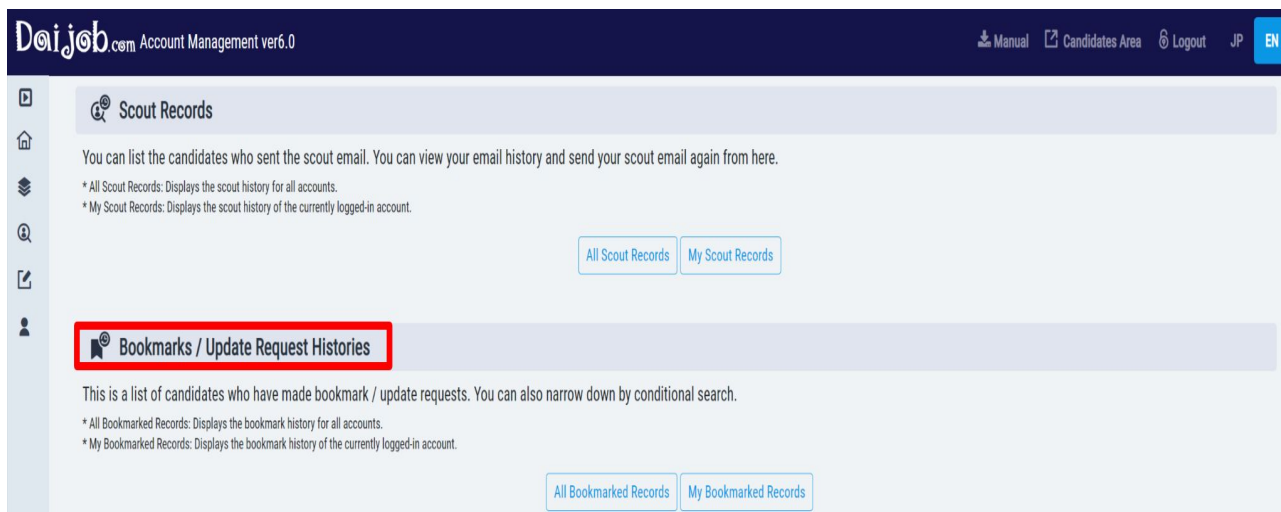 Daijob.com Account Management ver6.0 Manual Candidates Area Logout JP EN
Scout Records
You can list the candidates who sent the scout email. You can view your email history and send your scout email again from here.
* All Scout Records: Displays the scout history for all accounts.
* My Scout Records: Displays the scout history of the currently logged-in account.
All Scout Records My Scout Records
Bookmarks / Update Request Histories
This is a list of candidates who have made bookmark / update requests. You can also narrow down by conditional search.
* All Bookmarked Records: Displays the bookmark history for all accounts.
* My Bookmarked Records: Displays the bookmark history of the currently logged-in account.
All Bookmarked Records My Bookmarked Records